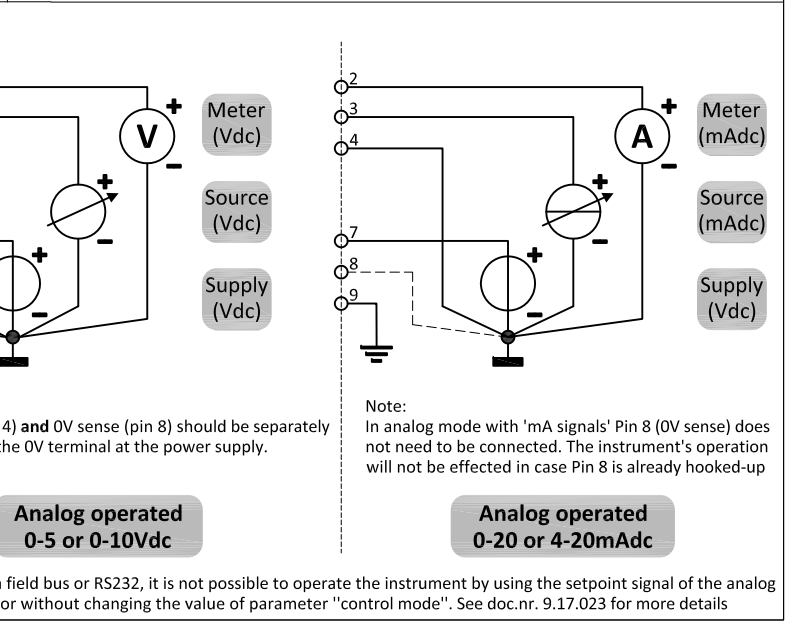 V
+
−
+
−
+
−
Meter
(Vdc)
Source
(Vdc)
Supply
(Vdc)
2
3
4
7
8
9
A
+
−
+
−
+
−
Meter
(mAdc)
Source
(mAdc)
Supply
(Vdc)
4) and 0V sense (pin 8) should be separately
the 0V terminal at the power supply.
Note:
In analog mode with 'mA signals' Pin 8 (0V sense) does
not need to be connected. The instrument's operation
will not be effected in case Pin 8 is already hooked-up
Analog operated
0-5 or 0-10Vdc
Analog operated
0-20 or 4-20mAdc
field bus or RS232, it is not possible to operate the instrument by using the setpoint signal of the analog
or without changing the value of parameter ''control mode''. See doc.nr. 9.17.023 for more details